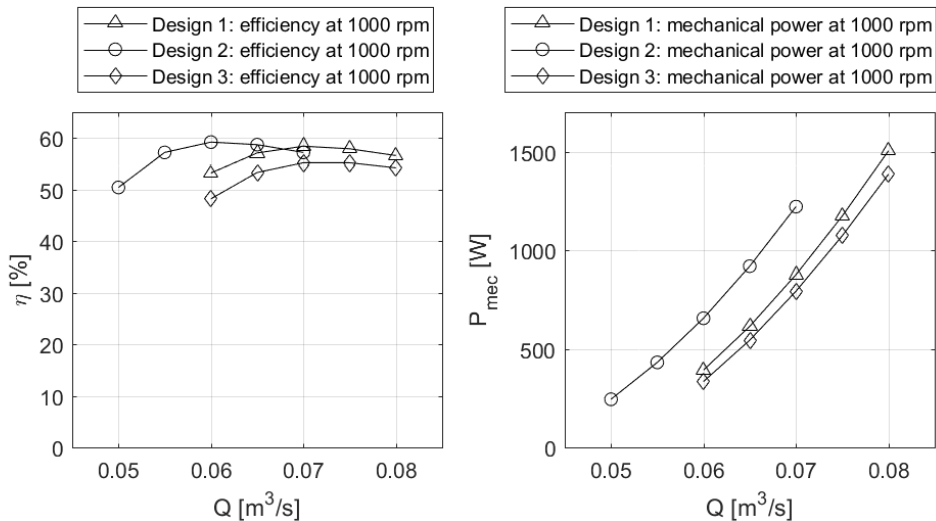 Design 1: efficiency at 1000 rpm
Design 2: efficiency at 1000 rpm
Design 3: efficiency at 1000 rpm
60
50
40
30
20
10
0
η [%]
0.05 0.06 0.07 0.08
Q [m³/s]
Design 1: mechanical power at 1000 rpm
Design 2: mechanical power at 1000 rpm
Design 3: mechanical power at 1000 rpm
1500
1000
500
0
P_mec [W]
0.05 0.06 0.07 0.08
Q [m³/s]